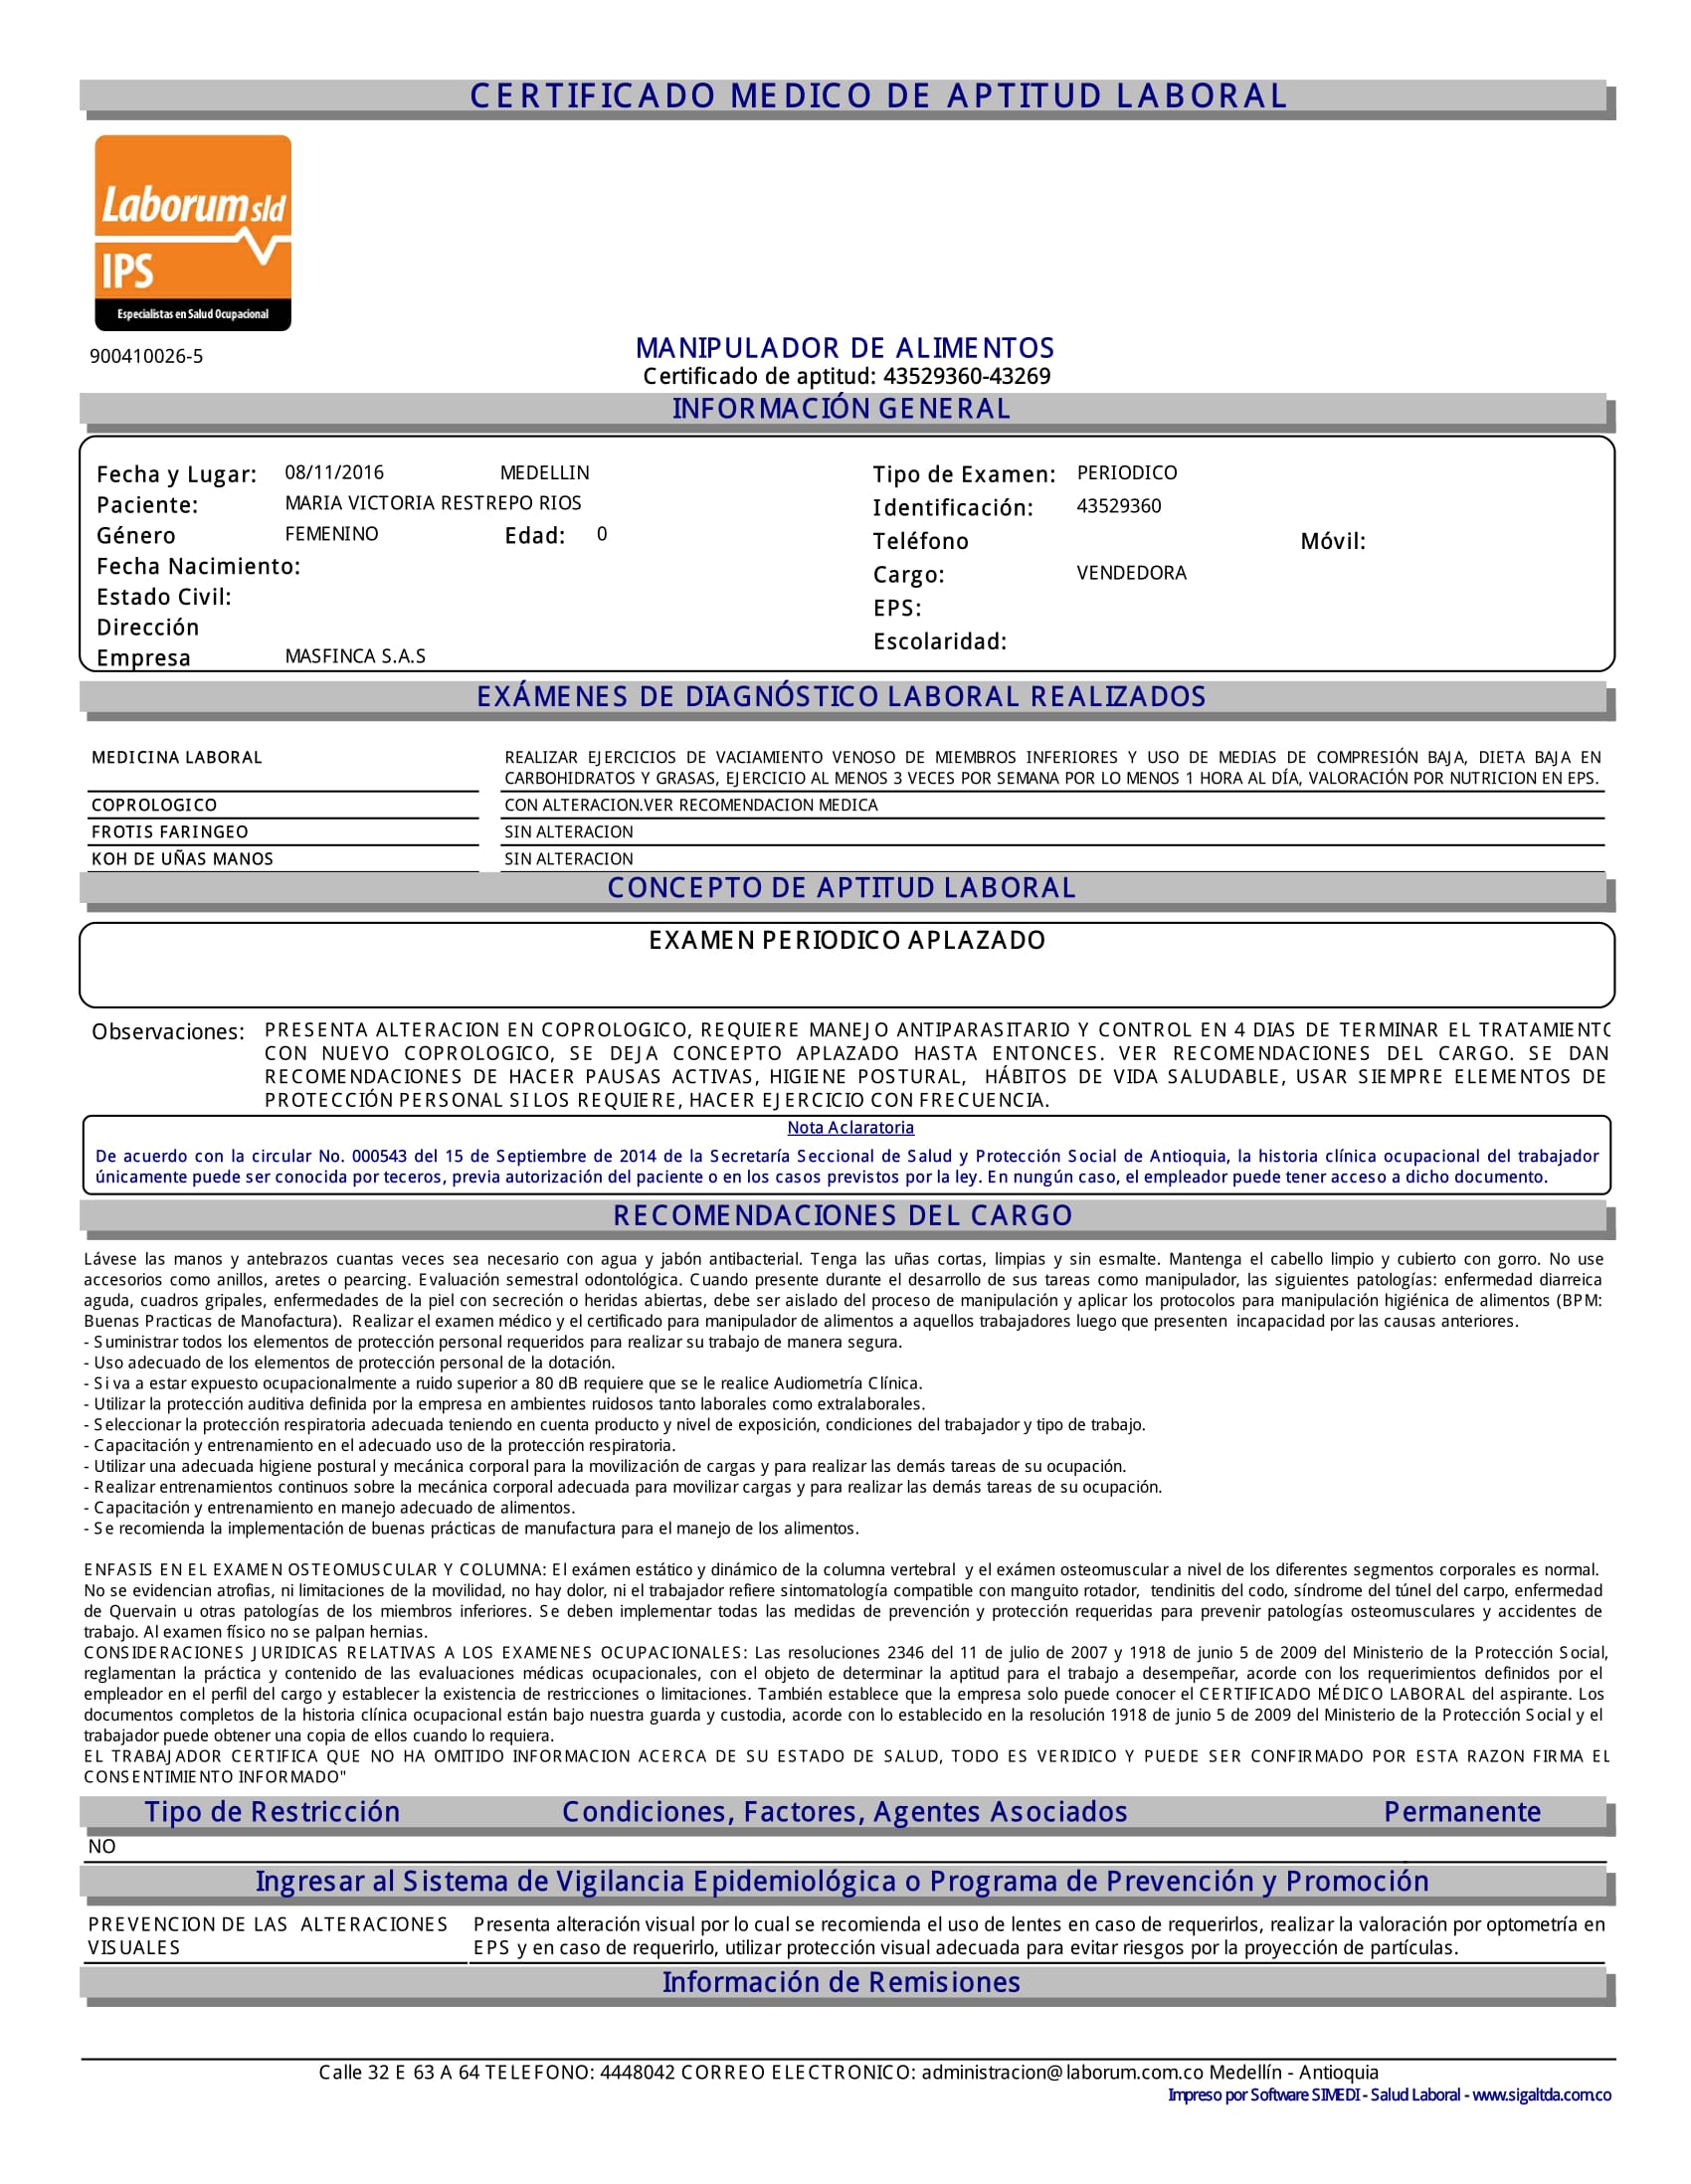 CERTIFICADO MEDICO DE APTITUD LABORAL
Laborum sld
IPS
Especialistas en Salud Ocupacional
900410026-5
MANIPULADOR DE ALIMENTOS
Certificado de aptitud: 43529360-43269
INFORMACIÓN GENERAL
Fecha y Lugar: 08/11/2016 MEDELLIN Tipo de Examen: PERIODICO
Paciente: MARIA VICTORIA RESTREPO RIOS Identificación: 43529360
Género FEMENINO Edad: 0 Teléfono Móvil:
Fecha Nacimiento: Cargo: VENDEDORA
Estado Civil: EPS:
Dirección Escolaridad:
Empresa MASFINCA S.A.S
EXÁMENES DE DIAGNÓSTICO LABORAL REALIZADOS
MEDICINA LABORAL REALIZAR EJERCICIOS DE VACIAMIENTO VENOSO DE MIEMBROS INFERIORES Y USO DE MEDIAS DE COMPRESIÓN BAJA, DIETA BAJA EN
CARBOHIDRATOS Y GRASAS, EJERCICIO AL MENOS 3 VECES POR SEMANA POR LO MENOS 1 HORA AL DÍA, VALORACIÓN POR NUTRICION EN EPS.
COPROLOGICO CON ALTERACION.VER RECOMENDACION MEDICA
FROTIS FARINGEO SIN ALTERACION
KOH DE UÑAS MANOS SIN ALTERACION
CONCEPTO DE APTITUD LABORAL
EXAMEN PERIODICO APLAZADO
Observaciones: PRESENTA ALTERACION EN COPROLOGICO, REQUIERE MANEJO ANTIPARASITARIO Y CONTROL EN 4 DIAS DE TERMINAR EL TRATAMIENTO
CON NUEVO COPROLOGICO, SE DEJA CONCEPTO APLAZADO HASTA ENTONCES. VER RECOMENDACIONES DEL CARGO. SE DAN
RECOMENDACIONES DE HACER PAUSAS ACTIVAS, HIGIENE POSTURAL, HÁBITOS DE VIDA SALUDABLE, USAR SIEMPRE ELEMENTOS DE
PROTECCIÓN PERSONAL SI LOS REQUIERE, HACER EJERCICIO CON FRECUENCIA.
Nota Aclaratoria
De acuerdo con la circular No. 000543 del 15 de Septiembre de 2014 de la Secretaría Seccional de Salud y Protección Social de Antioquia, la historia clínica ocupacional del trabajador
únicamente puede ser conocida por teceros, previa autorización del paciente o en los casos previstos por la ley. En nungún caso, el empleador puede tener acceso a dicho documento.
RECOMENDACIONES DEL CARGO
Lávese las manos y antebrazos cuantas veces sea necesario con agua y jabón antibacterial. Tenga las uñas cortas, limpias y sin esmalte. Mantenga el cabello limpio y cubierto con gorro. No use
accesorios como anillos, aretes o pearcing. Evaluación semestral odontológica. Cuando presente durante el desarrollo de sus tareas como manipulador, las siguientes patologías: enfermedad diarreica
aguda, cuadros gripales, enfermedades de la piel con secreción o heridas abiertas, debe ser aislado del proceso de manipulación y aplicar los protocolos para manipulación higiénica de alimentos (BPM:
Buenas Practicas de Manofactura). Realizar el examen médico y el certificado para manipulador de alimentos a aquellos trabajadores luego que presenten incapacidad por las causas anteriores.
- Suministrar todos los elementos de protección personal requeridos para realizar su trabajo de manera segura.
- Uso adecuado de los elementos de protección personal de la dotación.
- Si va a estar expuesto ocupacionalmente a ruido superior a 80 dB requiere que se le realice Audiometría Clínica.
- Utilizar la protección auditiva definida por la empresa en ambientes ruidosos tanto laborales como extralaborales.
- Seleccionar la protección respiratoria adecuada teniendo en cuenta producto y nivel de exposición, condiciones del trabajador y tipo de trabajo.
- Capacitación y entrenamiento en el adecuado uso de la protección respiratoria.
- Utilizar una adecuada higiene postural y mecánica corporal para la movilización de cargas y para realizar las demás tareas de su ocupación.
- Realizar entrenamientos continuos sobre la mecánica corporal adecuada para movilizar cargas y para realizar las demás tareas de su ocupación.
- Capacitación y entrenamiento en manejo adecuado de alimentos.
- Se recomienda la implementación de buenas prácticas de manufactura para el manejo de los alimentos.
ENFASIS EN EL EXAMEN OSTEOMUSCULAR Y COLUMNA: El exámen estático y dinámico de la columna vertebral y el exámen osteomuscular a nivel de los diferentes segmentos corporales es normal.
No se evidencian atrofias, ni limitaciones de la movilidad, no hay dolor, ni el trabajador refiere sintomatología compatible con manguito rotador, tendinitis del codo, síndrome del túnel del carpo, enfermedad
de Quervain u otras patologías de los miembros inferiores. Se deben implementar todas las medidas de prevención y protección requeridas para prevenir patologías osteomusculares y accidentes de
trabajo. Al examen físico no se palpan hernias.
CONSIDERACIONES JURIDICAS RELATIVAS A LOS EXAMENES OCUPACIONALES: Las resoluciones 2346 del 11 de julio de 2007 y 1918 de junio 5 de 2009 del Ministerio de la Protección Social,
reglamentan la práctica y contenido de las evaluaciones médicas ocupacionales, con el objeto de determinar la aptitud para el trabajo a desempeñar, acorde con los requerimientos definidos por el
empleador en el perfil del cargo y establecer la existencia de restricciones o limitaciones. También establece que la empresa solo puede conocer el CERTIFICADO MÉDICO LABORAL del aspirante. Los
documentos completos de la historia clínica ocupacional están bajo nuestra guarda y custodia, acorde con lo establecido en la resolución 1918 de junio 5 de 2009 del Ministerio de la Protección Social y el
trabajador puede obtener una copia de ellos cuando lo requiera.
EL TRABAJADOR CERTIFICA QUE NO HA OMITIDO INFORMACION ACERCA DE SU ESTADO DE SALUD, TODO ES VERIDICO Y PUEDE SER CONFIRMADO POR ESTA RAZON FIRMA EL
CONSENTIMIENTO INFORMADO"
Tipo de Restricción Condiciones, Factores, Agentes Asociados Permanente
NO
Ingresar al Sistema de Vigilancia Epidemiológica o Programa de Prevención y Promoción
PREVENCION DE LAS ALTERACIONES Presenta alteración visual por lo cual se recomienda el uso de lentes en caso de requerirlos, realizar la valoración por optometría en
VISUALES EPS y en caso de requerirlo, utilizar protección visual adecuada para evitar riesgos por la proyección de partículas.
Información de Remisiones
Calle 32 E 63 A 64 TELEFONO: 4448042 CORREO ELECTRONICO: administracion@laborum.com.co Medellín - Antioquia
Impreso por Software SIMEDI - Salud Laboral - www.sigaltda.com.co